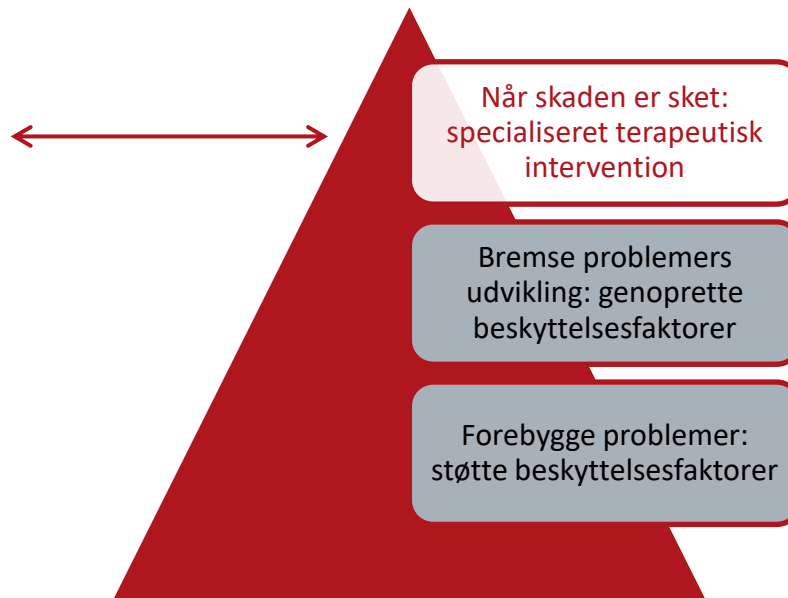 Når skaden er sket:
specialiseret terapeutisk
intervention
Bremse problemers
udvikling: genoprette
beskyttelsesfaktorer
Forebygge problemer:
støtte beskyttelsesfaktorer